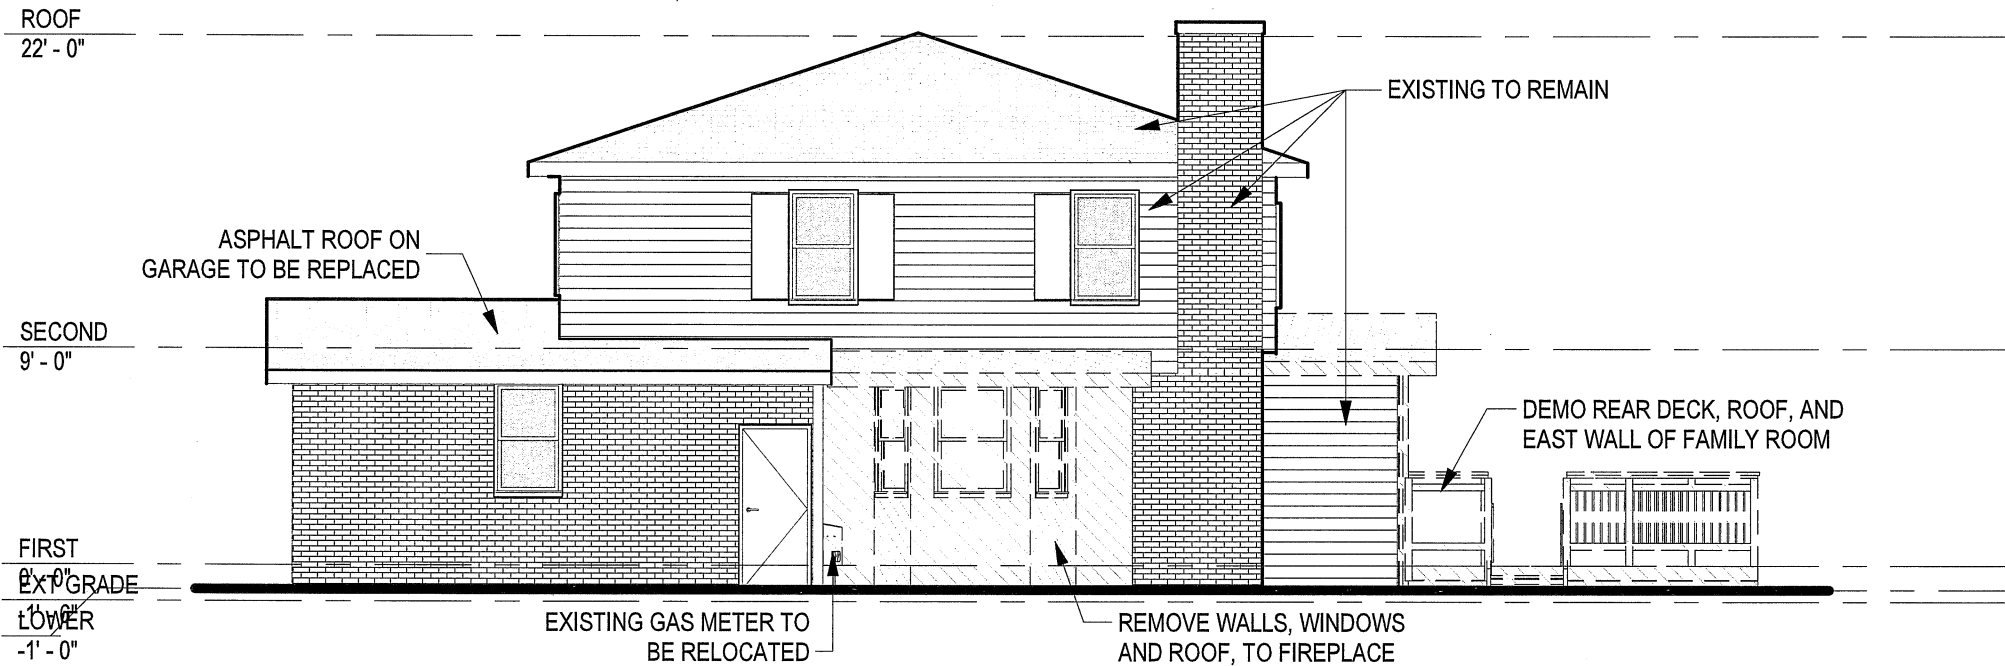 ROOF
22' - 0"
EXISTING TO REMAIN
ASPHALT ROOF ON
GARAGE TO BE REPLACED
SECOND
9' - 0"
DEMO REAR DECK, ROOF, AND
EAST WALL OF FAMILY ROOM
FIRST
0' - 0"
EXT GRADE
LOWER
-1' - 0"
EXISTING GAS METER TO
BE RELOCATED
REMOVE WALLS, WINDOWS
AND ROOF, TO FIREPLACE